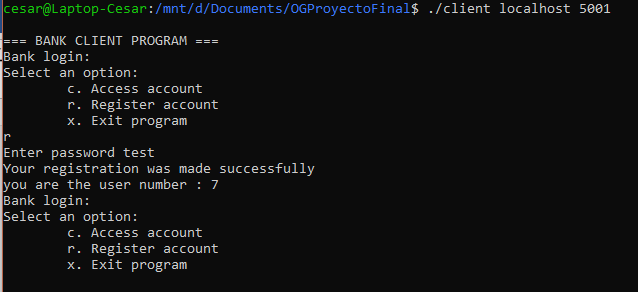 cesar@Laptop-Cesar:/mnt/d/Documents/OGProyectoFinal$ ./client localhost 5001
=== BANK CLIENT PROGRAM ===
Bank login:
Select an option:
c. Access account
r. Register account
x. Exit program
r
Enter password test
Your registration was made successfully
you are the user number : 7
Bank login:
Select an option:
c. Access account
r. Register account
x. Exit program